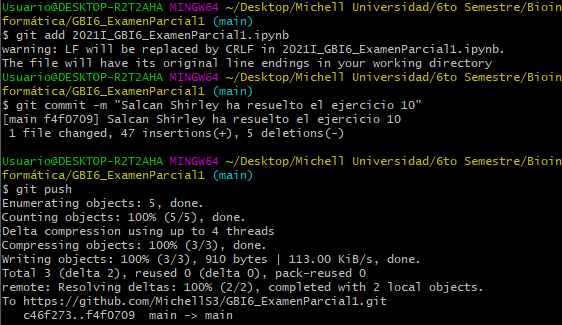 Usuario@DESKTOP-R2T2AHA MINGW64 ~/Desktop/Michell Universidad/6to Semestre/Bioin
formática/GBI6_ExamenParcial1 (main)
$ git add 2021I_GBI6_ExamenParcial1.ipynb
warning: LF will be replaced by CRLF in 2021I_GBI6_ExamenParcial1.ipynb.
The file will have its original line endings in your working directory
Usuario@DESKTOP-R2T2AHA MINGW64 ~/Desktop/Michell Universidad/6to Semestre/Bioin
formática/GBI6_ExamenParcial1 (main)
$ git commit -m "Salcan Shirley ha resuelto el ejercicio 10"
[main f4f0709] Salcan Shirley ha resuelto el ejercicio 10
 1 file changed, 47 insertions(+), 5 deletions(-)
Usuario@DESKTOP-R2T2AHA MINGW64 ~/Desktop/Michell Universidad/6to Semestre/Bioin
formática/GBI6_ExamenParcial1 (main)
$ git push
Enumerating objects: 5, done.
Counting objects: 100% (5/5), done.
Delta compression using up to 4 threads
Compressing objects: 100% (3/3), done.
Writing objects: 100% (3/3), 910 bytes | 113.00 KiB/s, done.
Total 3 (delta 2), reused 0 (delta 0), pack-reused 0
remote: Resolving deltas: 100% (2/2), completed with 2 local objects.
To https://github.com/MichellS3/GBI6_ExamenParcial1.git
   c46f273..f4f0709  main -> main